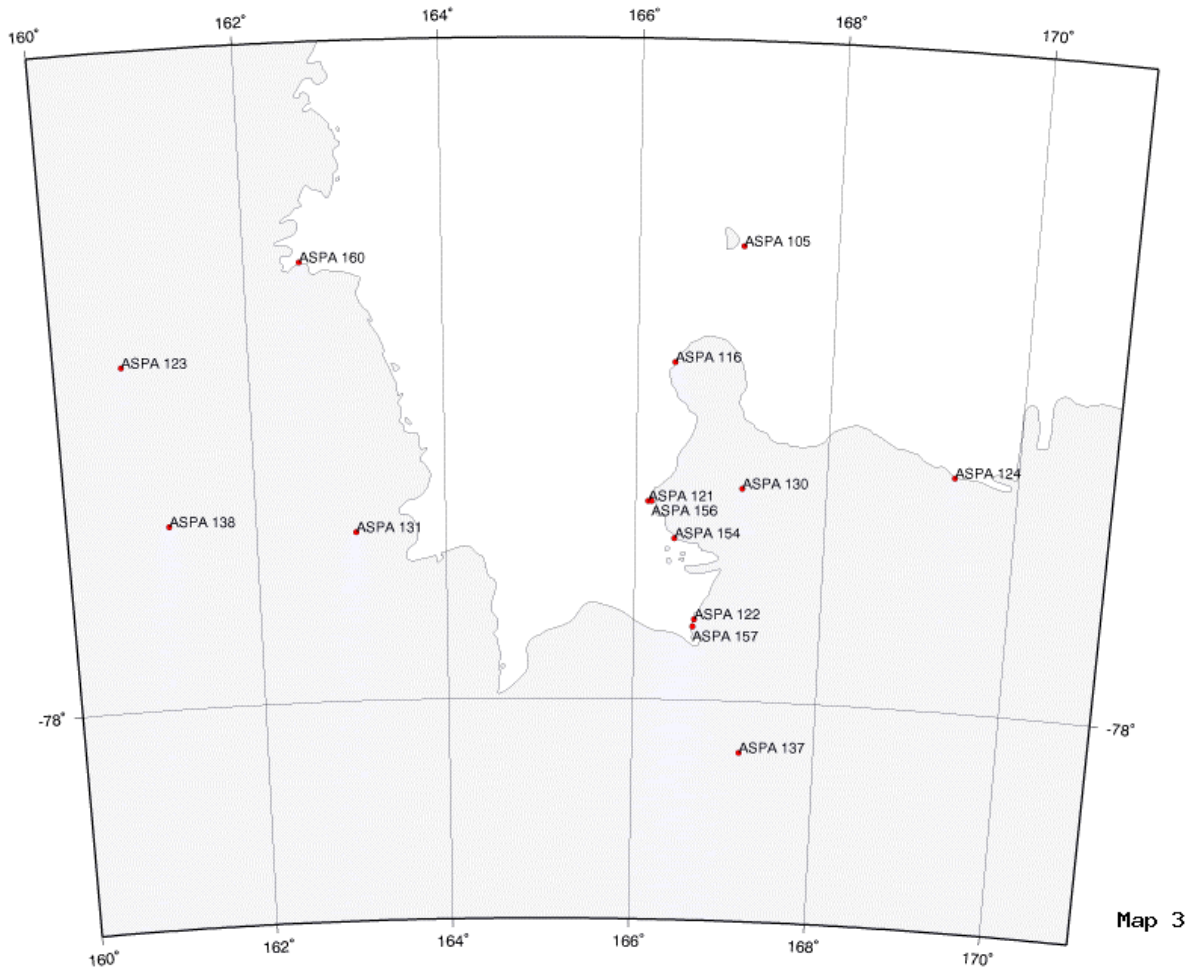 160°
162°
164°
166°
168°
170°
ASPA 105
ASPA 160
ASPA 116
ASPA 123
ASPA 124
ASPA 130
ASPA 121
ASPA 156
ASPA 138
ASPA 131
ASPA 154
ASPA 122
ASPA 157
-78°
-78°
ASPA 137
Map 3
160°
162°
164°
166°
168°
170°